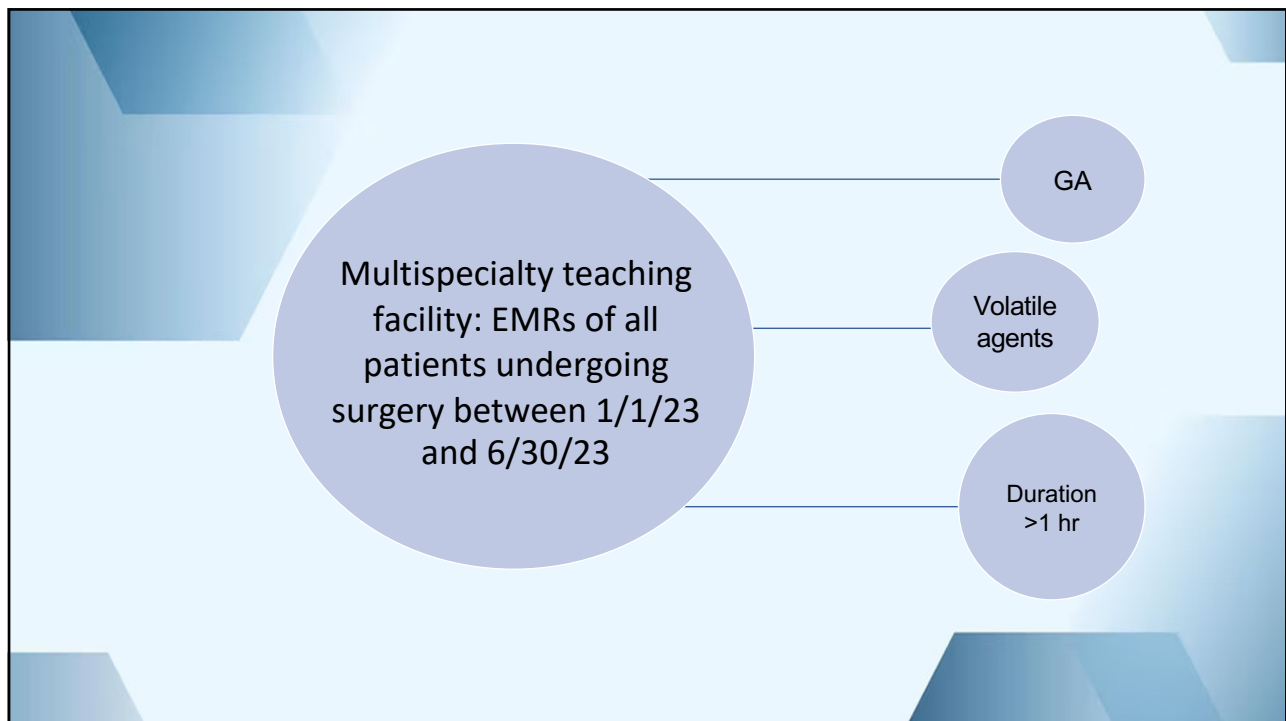 Multispecialty teaching
facility: EMRs of all
patients undergoing
surgery between 1/1/23
and 6/30/23
GA
Volatile
agents
Duration
>1 hr